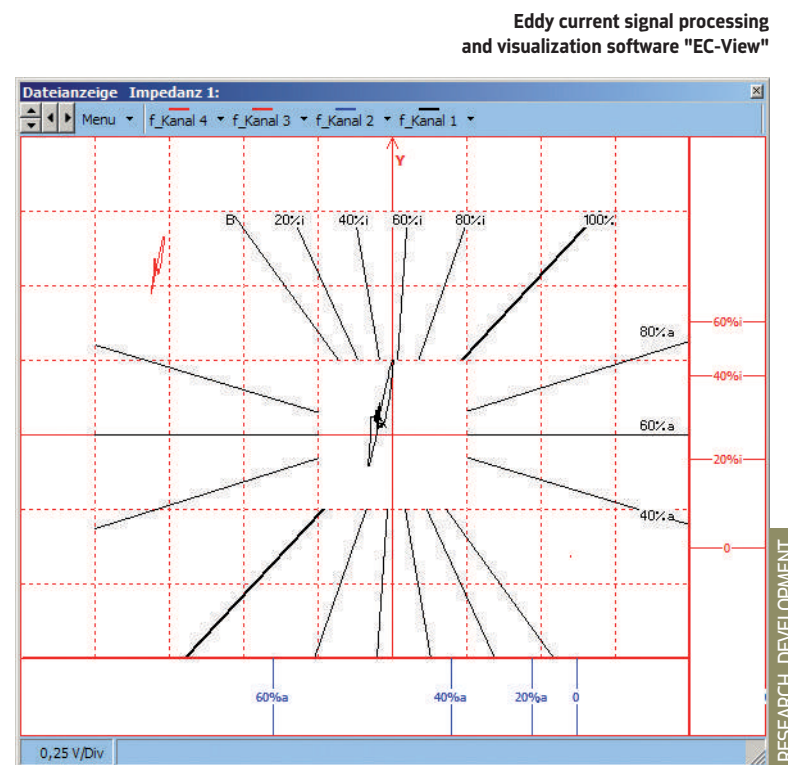 Eddy current signal processing
and visualization software "EC-View"
Dateianzeige Impedanz 1:
Menu f_Kanal 4 f_Kanal 3 f_Kanal 2 f_Kanal 1
Y
B 20%i 40%i 60%i 80%i 100%
80%a
60%a
40%a
60%i
40%i
20%i
0
60%a 40%a 20%a 0
0,25 V/Div
RESEARCH DEVELOPMENT